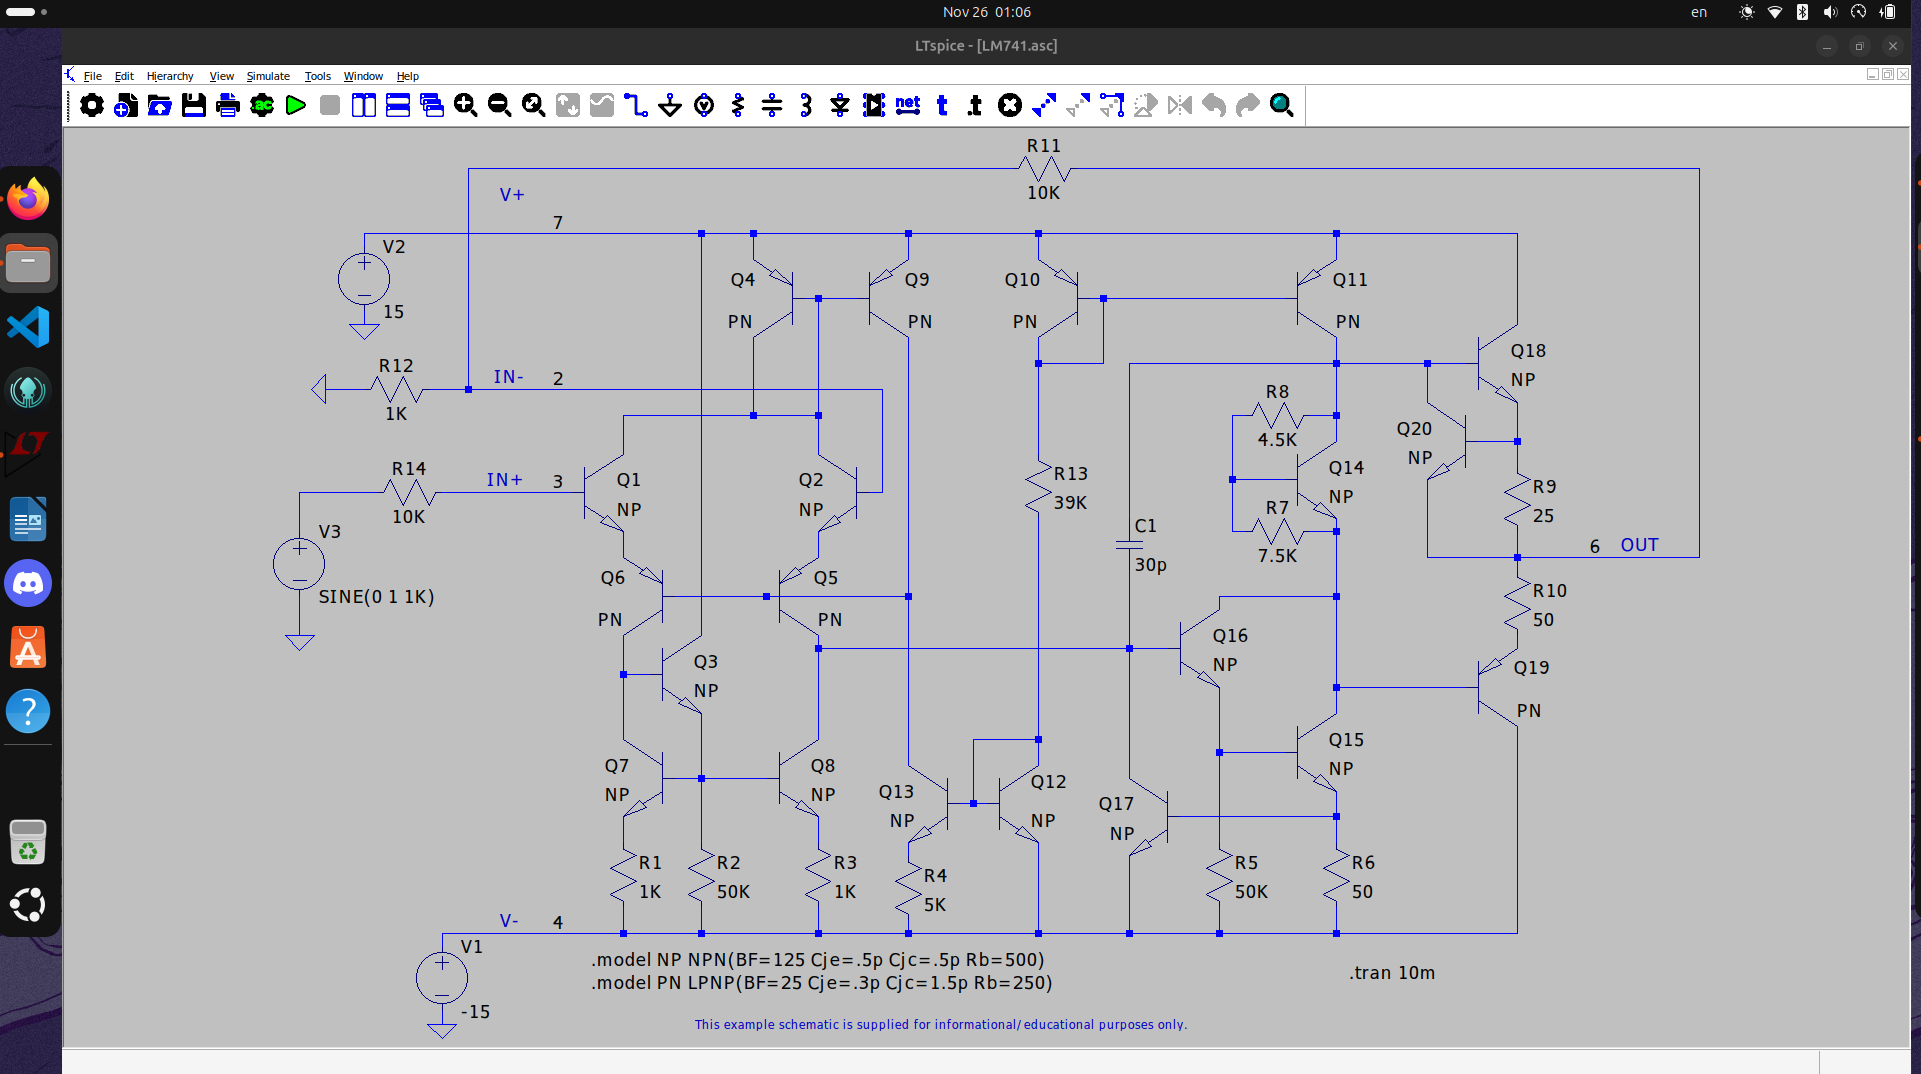 Nov 26 01:06
en
LTspice - [LM741.asc]
File Edit Hierarchy View Simulate Tools Window Help
.ac
net
t
.t
R11
10K
V+
7
V2
15
Q4
PN
Q9
PN
Q10
PN
Q11
PN
R12
1K
IN-
2
Q18
NP
R8
4.5K
Q20
NP
R14
10K
IN+
3
Q1
NP
Q2
NP
R13
39K
Q14
NP
R7
7.5K
R9
25
V3
SINE(0 1 1K)
C1
30p
6
OUT
Q6
PN
Q5
PN
R10
50
Q3
NP
Q16
NP
Q19
PN
Q7
NP
Q8
NP
Q13
NP
Q12
NP
Q17
NP
Q15
NP
R1
1K
R2
50K
R3
1K
R4
5K
R5
50K
R6
50
V-
4
V1
-15
.model NP NPN(BF=125 Cje=.5p Cjc=.5p Rb=500)
.model PN LPNP(BF=25 Cje=.3p Cjc=1.5p Rb=250)
.tran 10m
This example schematic is supplied for informational/educational purposes only.